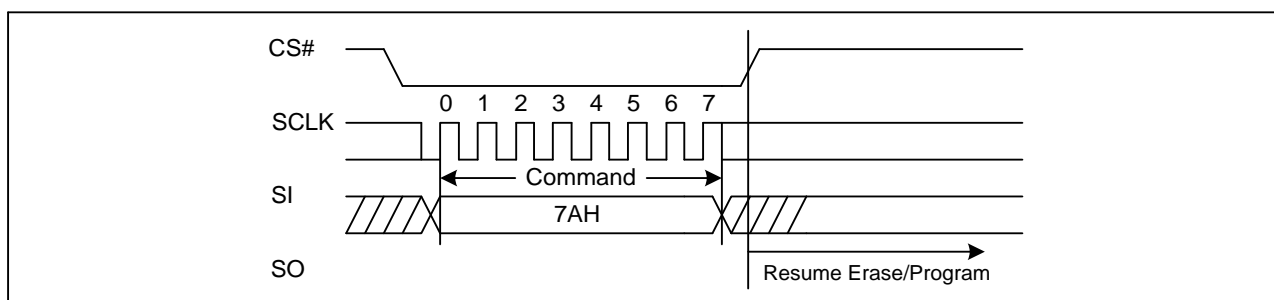 CS#
0 1 2 3 4 5 6 7
SCLK
Command
SI
7AH
SO
Resume Erase/Program